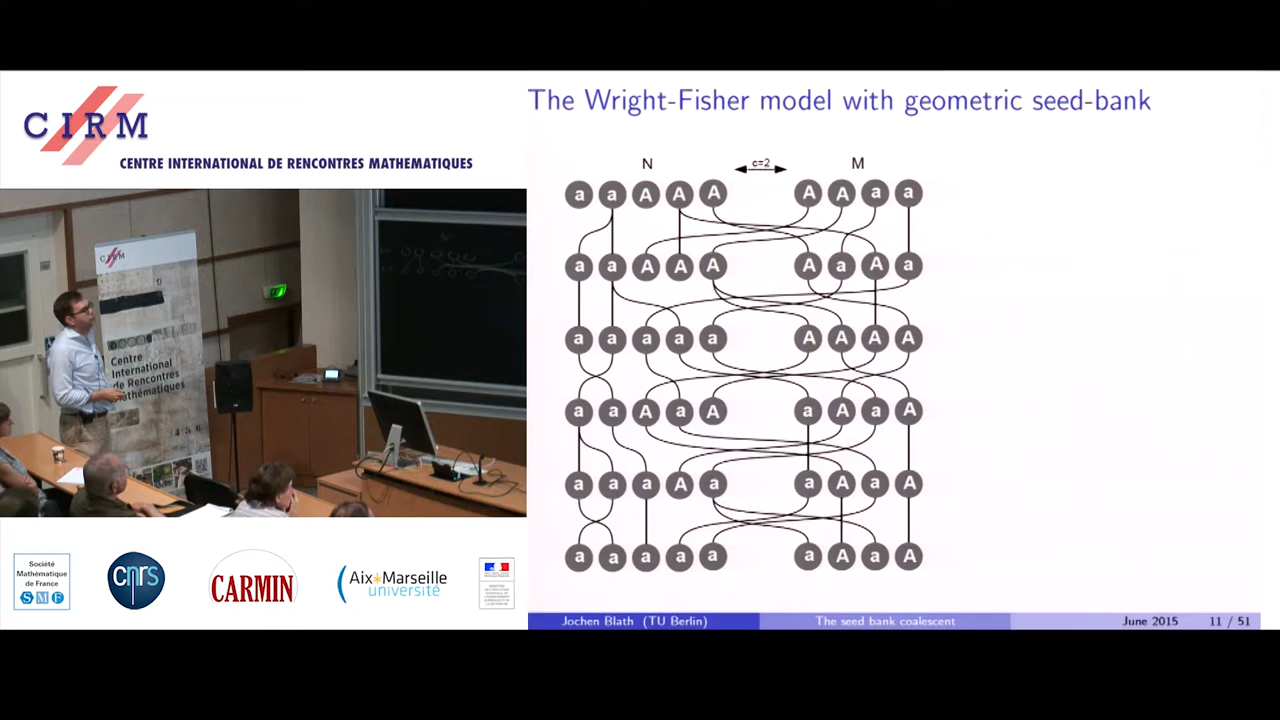 CIRM
CENTRE INTERNATIONAL DE RENCONTRES MATHEMATIQUES
CIRM
Centre
International
de Rencontres
Mathématiques
Société
Mathématique
de France
SMF
cnrs
CARMIN
Aix*Marseille
université
The Wright-Fisher model with geometric seed-bank
N c=2 M
a a A A A A A a a
a a A A A A a A a
a a a a a A A A A
a a A a A a A a A
a a a A a a A a A
a a a a a a A a A
Jochen Blath (TU Berlin) The seed bank coalescent June 2015 11 / 51